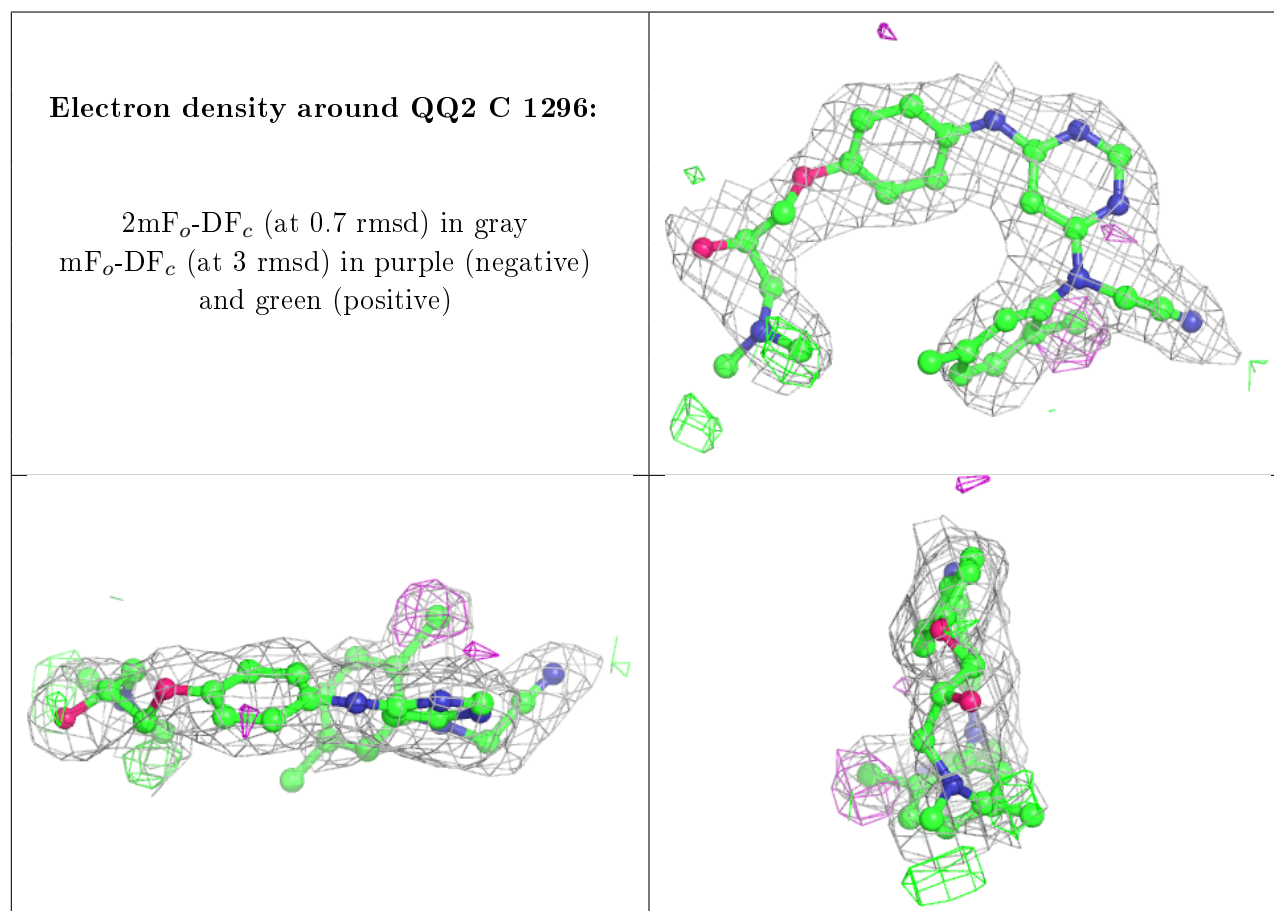 Electron density around QQ2 C 1296:
2mFₒ-DF𝒸 (at 0.7 rmsd) in gray
mFₒ-DF𝒸 (at 3 rmsd) in purple (negative)
and green (positive)